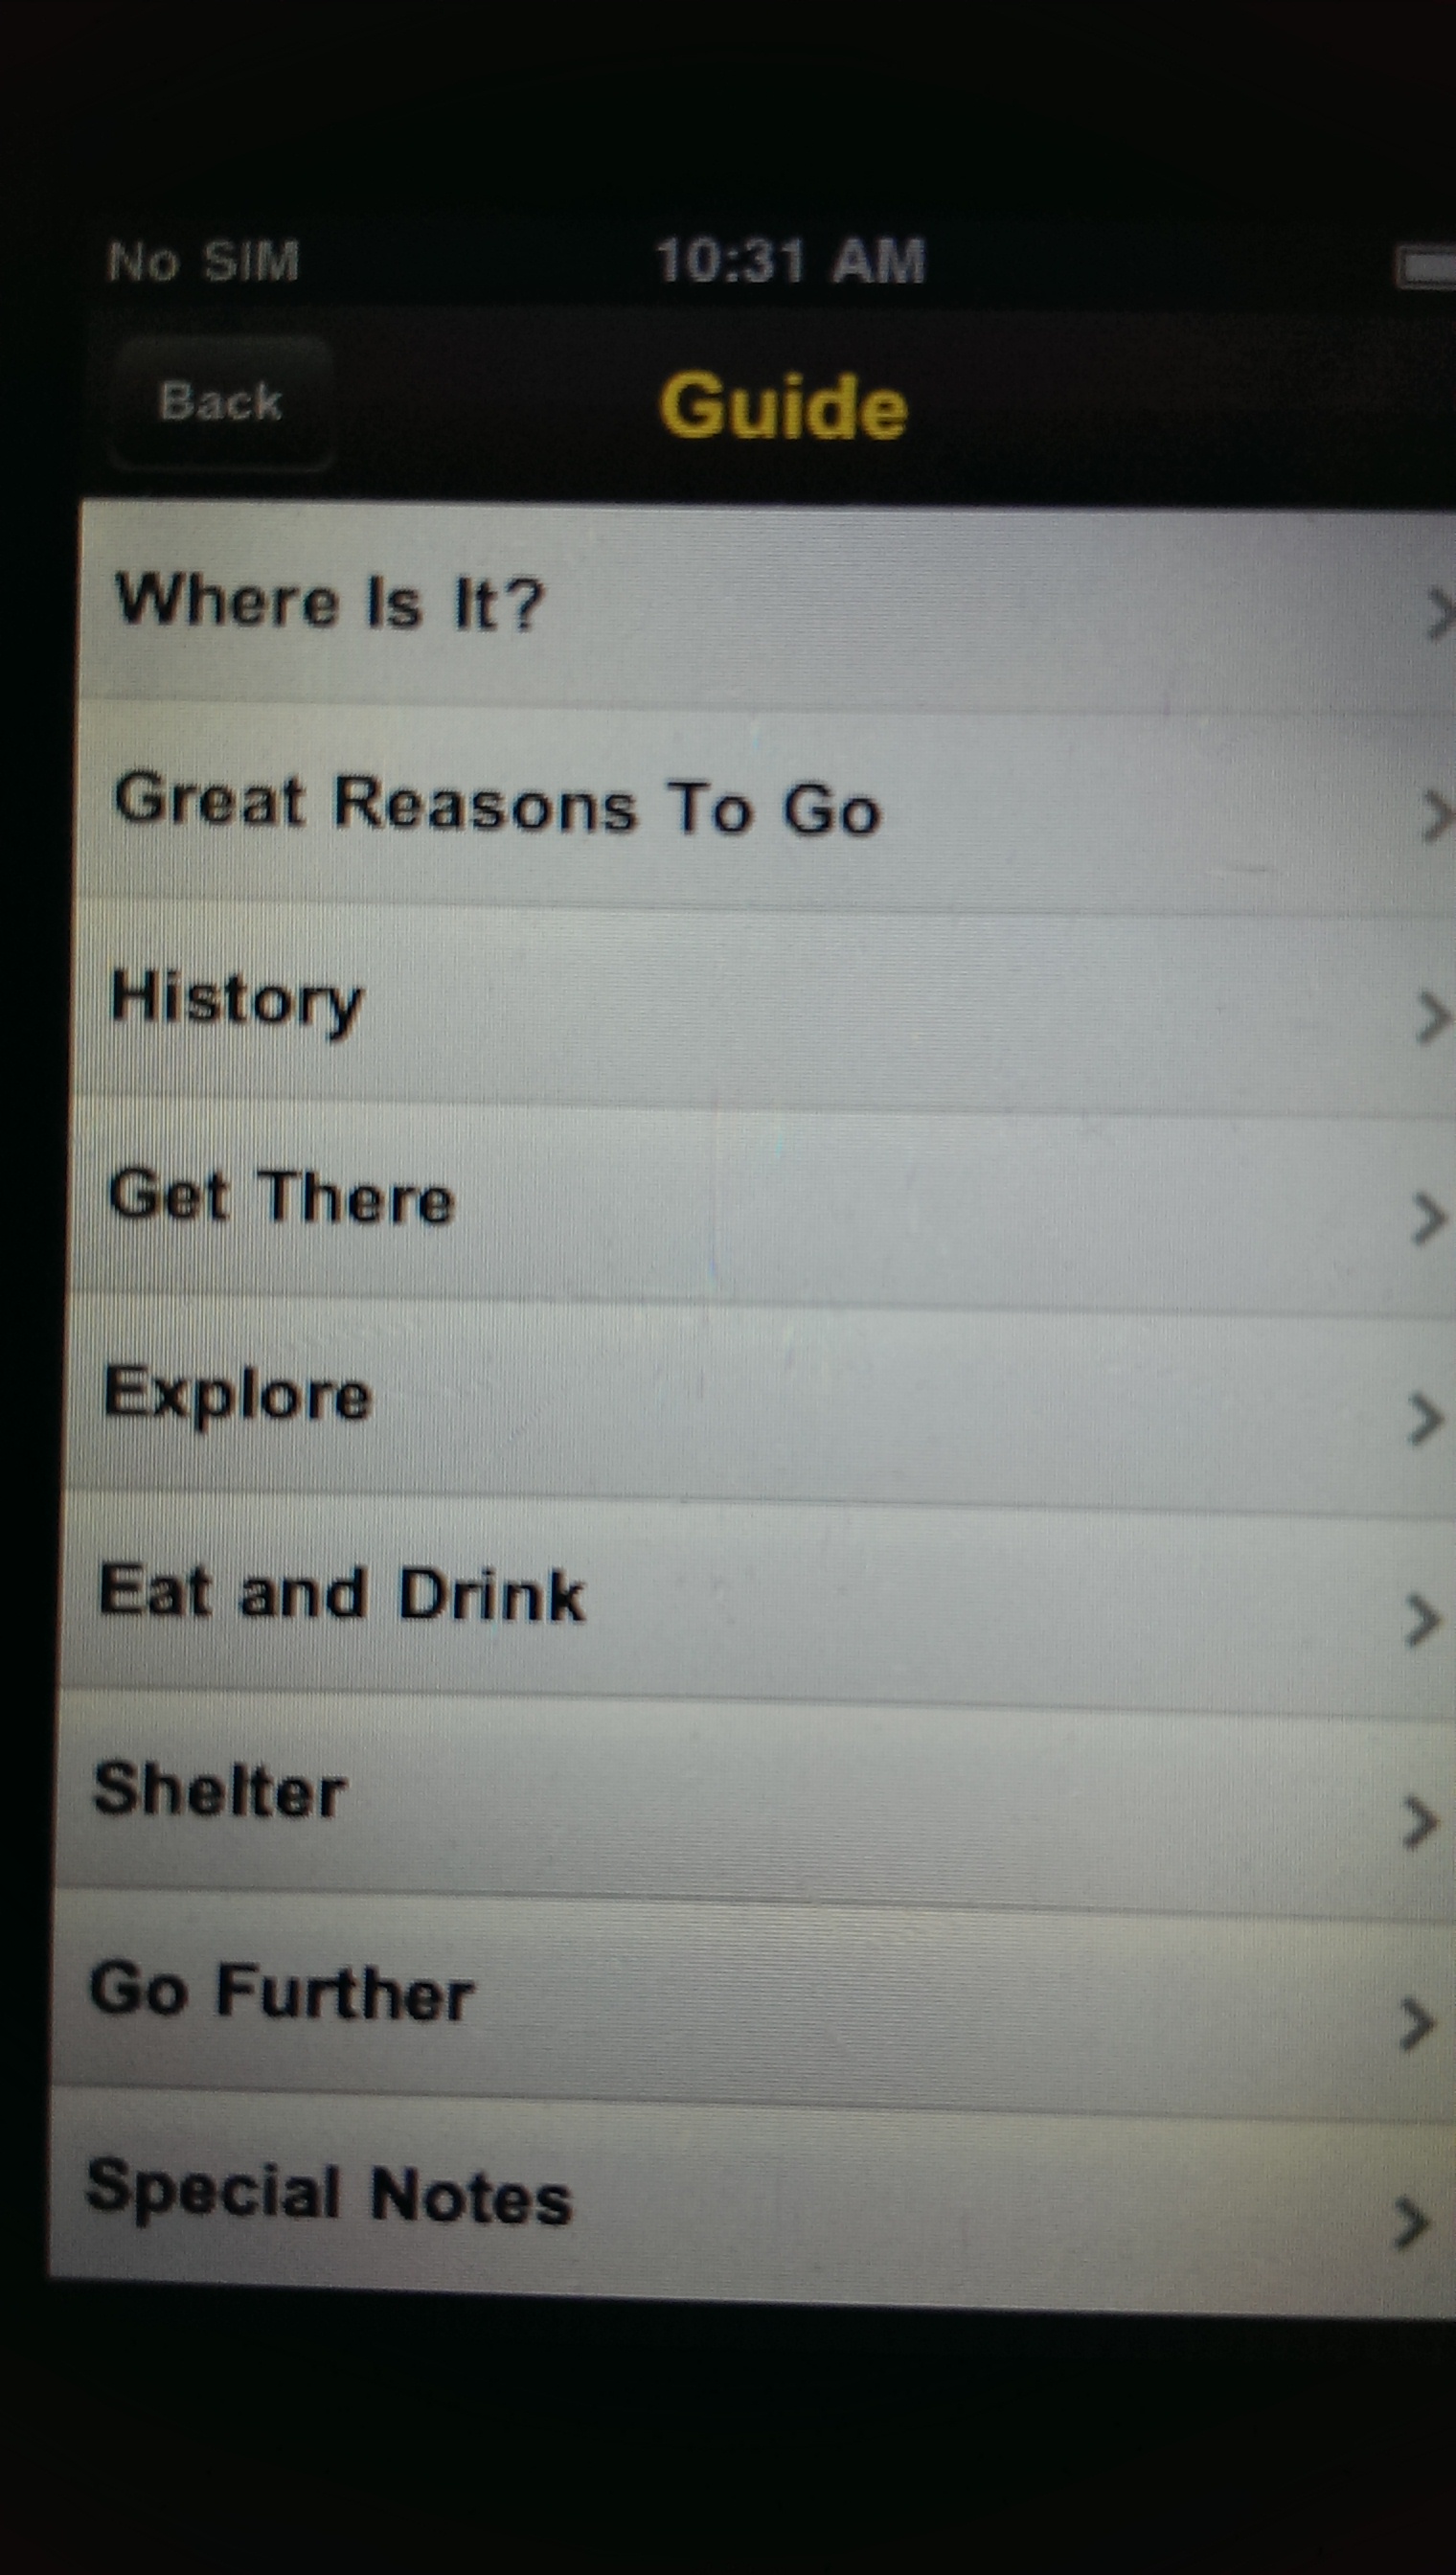 No SIM 10:31 AM
Back Guide
Where Is It?
Great Reasons To Go
History
Get There
Explore
Eat and Drink
Shelter
Go Further
Special Notes